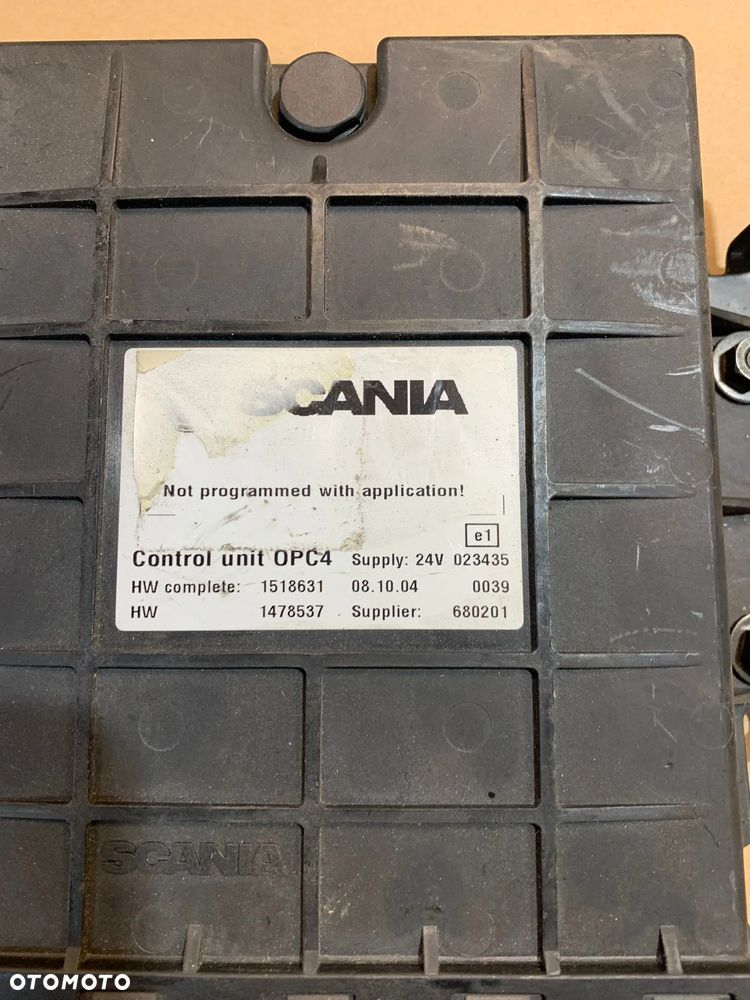 SCANIA
Not programmed with application!
e1
Control unit OPC4 Supply: 24V 023435
HW complete: 1518631 08.10.04 0039
HW 1478537 Supplier: 680201
SCANIA
OTOMOTO